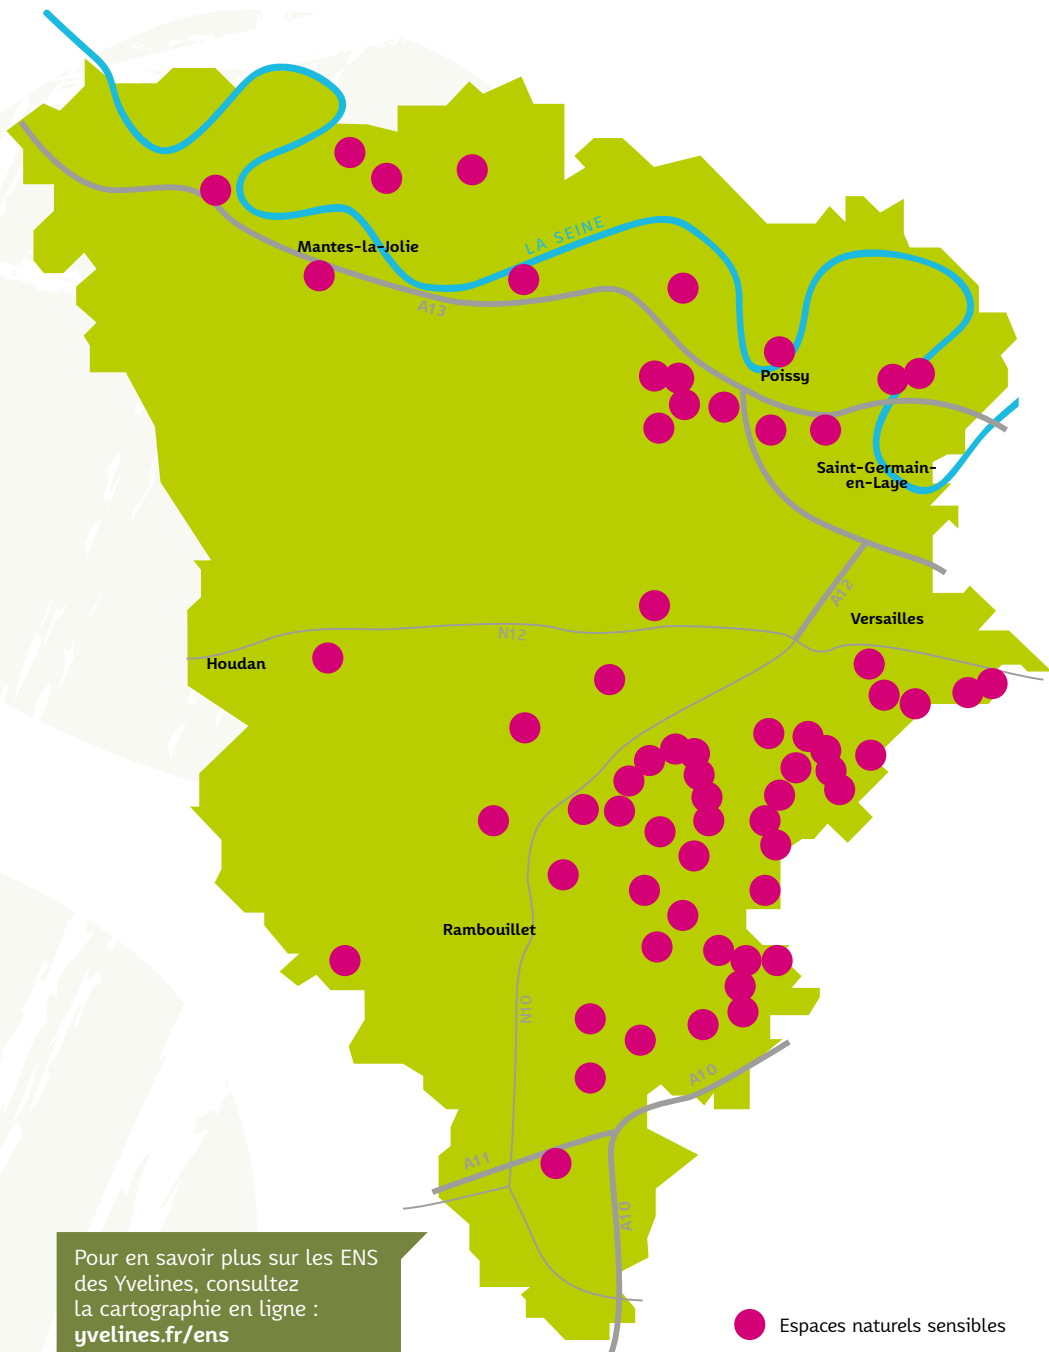 LA SEINE
Mantes-la-Jolie
A13
Poissy
Saint-Germain-
en-Laye
A12
Versailles
N12
Houdan
Rambouillet
N10
A10
A11
A10
Pour en savoir plus sur les ENS
des Yvelines, consultez
la cartographie en ligne :
yvelines.fr/ens
Espaces naturels sensibles